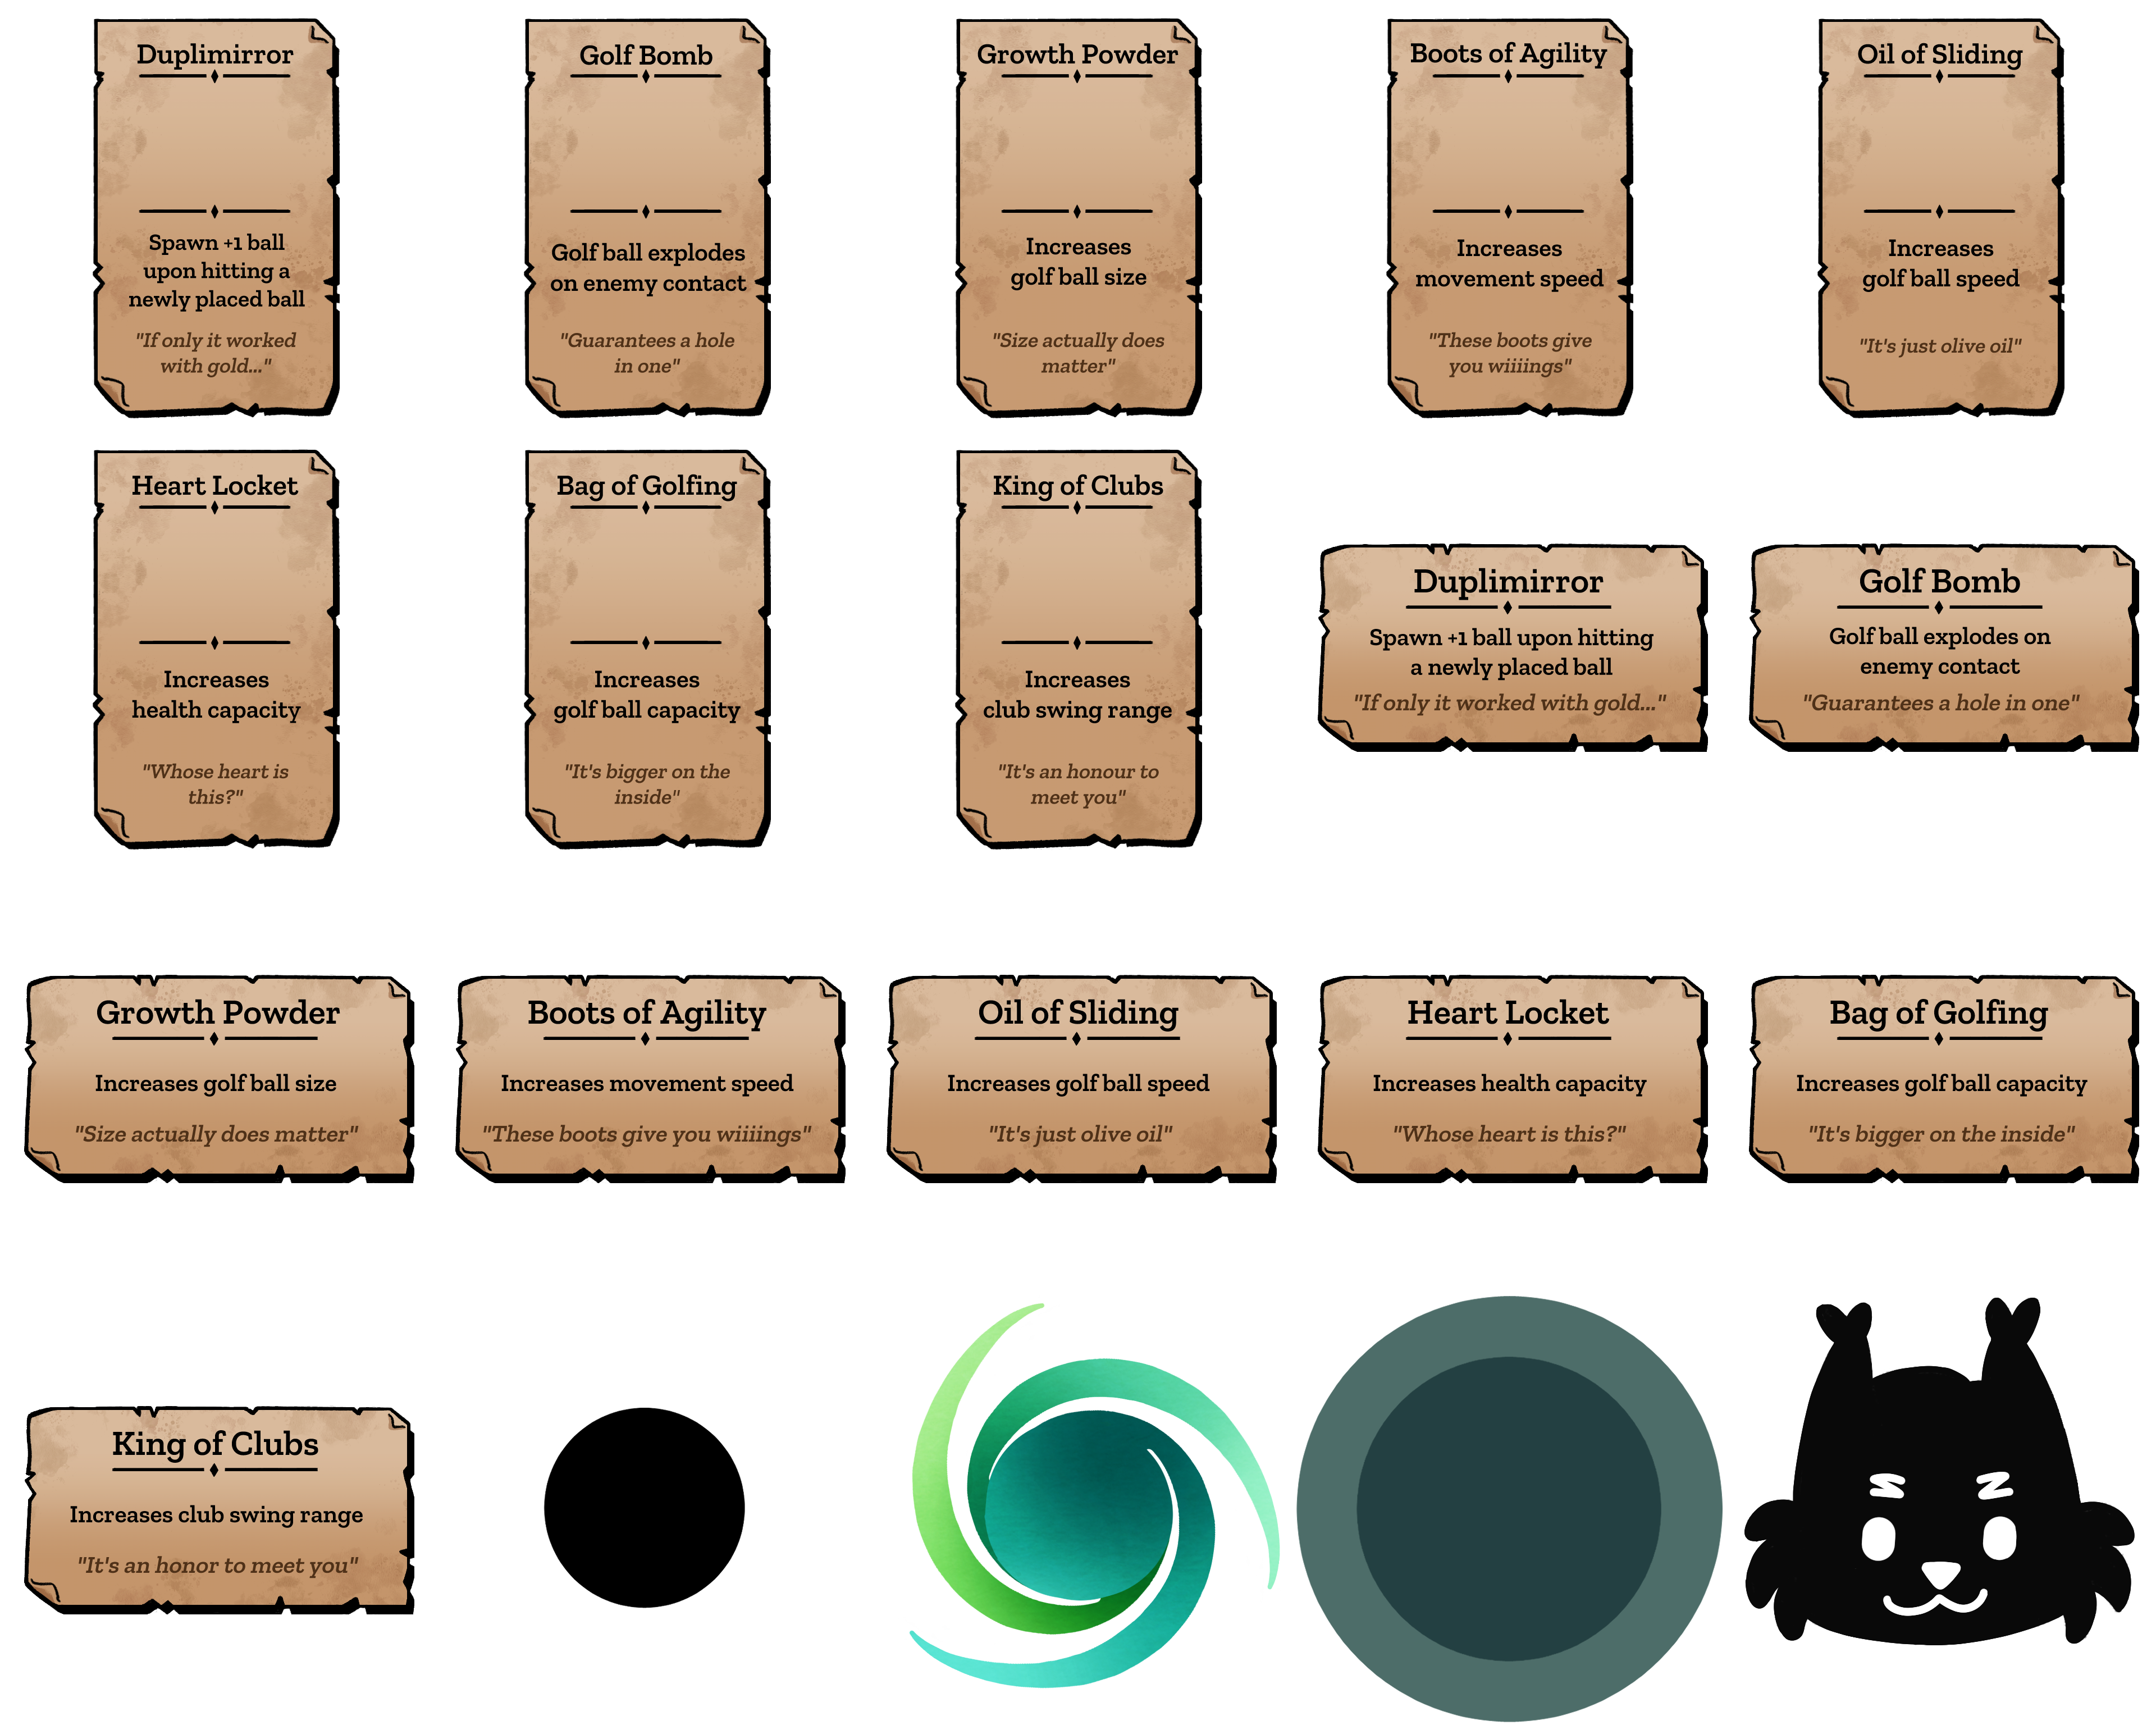 Duplimirror
Spawn +1 ball
upon hitting a
newly placed ball
"If only it worked
with gold..."
Golf Bomb
Golf ball explodes
on enemy contact
"Guarantees a hole
in one"
Growth Powder
Increases
golf ball size
"Size actually does
matter"
Boots of Agility
Increases
movement speed
"These boots give
you wiiiings"
Oil of Sliding
Increases
golf ball speed
"It's just olive oil"
Heart Locket
Increases
health capacity
"Whose heart is
this?"
Bag of Golfing
Increases
golf ball capacity
"It's bigger on the
inside"
King of Clubs
Increases
club swing range
"It's an honour to
meet you"
Duplimirror
Spawn +1 ball upon hitting
a newly placed ball
"If only it worked with gold..."
Golf Bomb
Golf ball explodes on
enemy contact
"Guarantees a hole in one"
Growth Powder
Increases golf ball size
"Size actually does matter"
Boots of Agility
Increases movement speed
"These boots give you wiiiings"
Oil of Sliding
Increases golf ball speed
"It's just olive oil"
Heart Locket
Increases health capacity
"Whose heart is this?"
Bag of Golfing
Increases golf ball capacity
"It's bigger on the inside"
King of Clubs
Increases club swing range
"It's an honor to meet you"